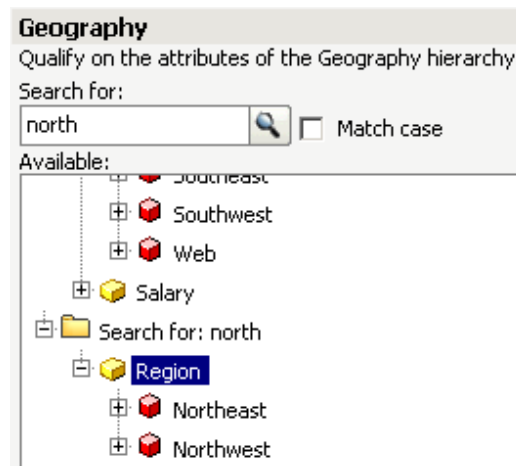 Geography
Qualify on the attributes of the Geography hierarchy
Search for:
north
Match case
Available:
Southeast
Southwest
Web
Salary
Search for: north
Region
Northeast
Northwest